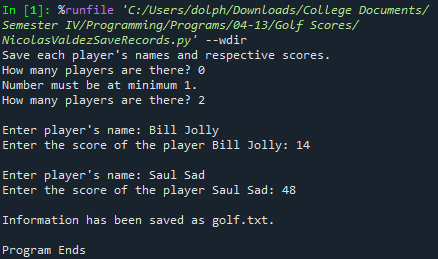 In [1]: %runfile 'C:/Users/dolph/Downloads/College Documents/
Semester IV/Programming/Programs/04-13/Golf Scores/
NicolasValdezSaveRecords.py' --wdir
Save each player's names and respective scores.
How many players are there? 0
Number must be at minimum 1.
How many players are there? 2
Enter player's name: Bill Jolly
Enter the score of the player Bill Jolly: 14
Enter player's name: Saul Sad
Enter the score of the player Saul Sad: 48
Information has been saved as golf.txt.
Program Ends